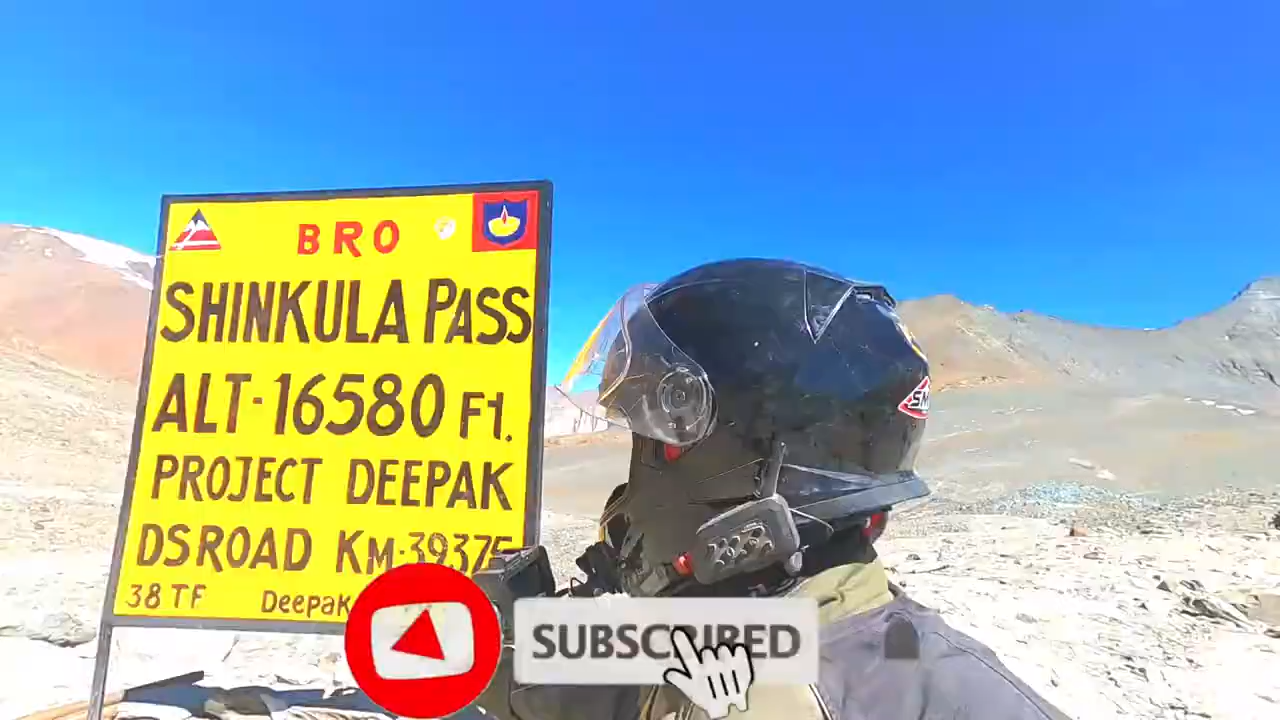 BRO
SHINKULA PASS
ALT-16580 Ft.
PROJECT DEEPAK
DSROAD KM-39375
38 TF Deepak
SUBSCRIBED